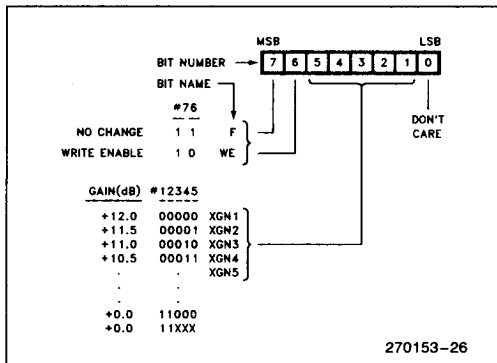 MSB LSB
BIT NUMBER 7 6 5 4 3 2 1 0
BIT NAME
#76
DON'T
CARE
NO CHANGE 1 1 F
WRITE ENABLE 1 0 WE
GAIN(dB) #12345
+12.0 00000 XGN1
+11.5 00001 XGN2
+11.0 00010 XGN3
+10.5 00011 XGN4
. . XGN5
. .
. .
+0.0 11000
+0.0 11XXX
270153-26